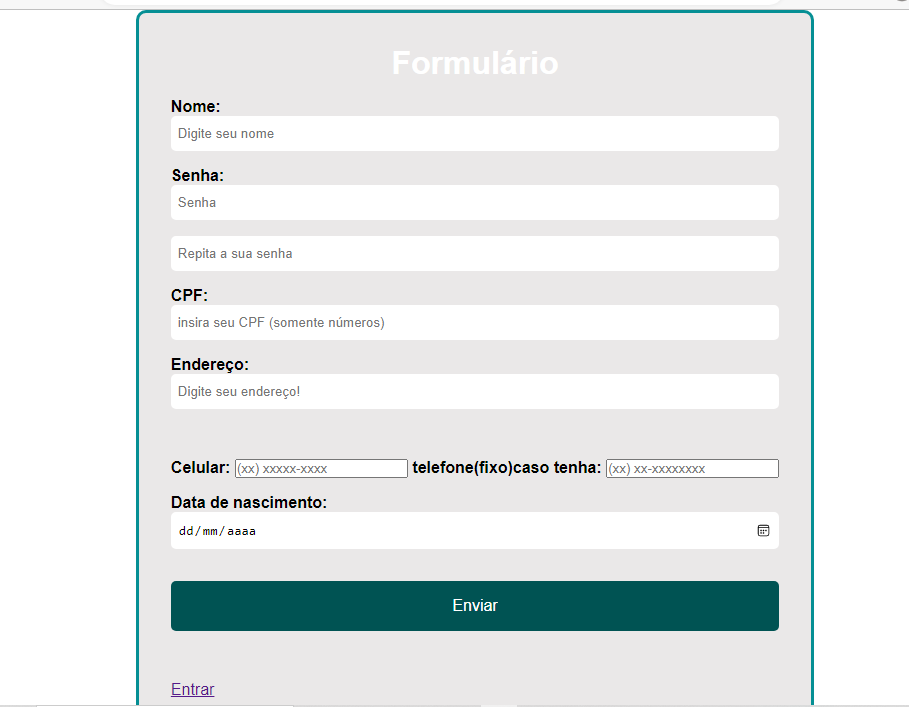 Formulário
Nome:
Digite seu nome
Senha:
Senha
Repita a sua senha
CPF:
insira seu CPF (somente números)
Endereço:
Digite seu endereço!
Celular: (xx) xxxxx-xxxx telefone(fixo)caso tenha: (xx) xx-xxxxxxxx
Data de nascimento:
dd/mm/aaaa
Enviar
Entrar